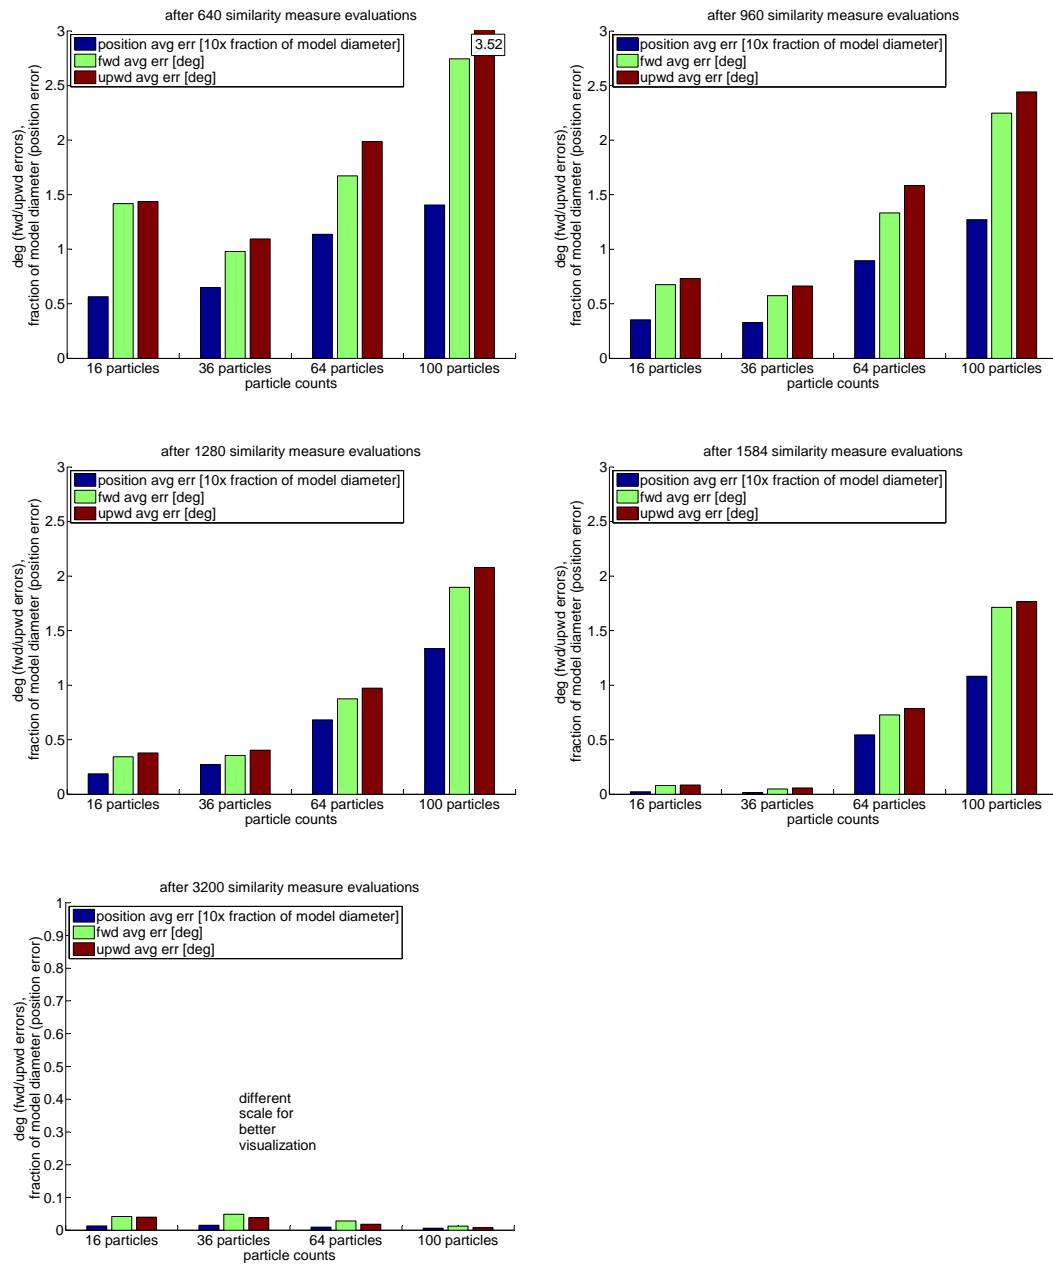 after 640 similarity measure evaluations
3
2.5
2
1.5
1
0.5
0
deg (fwd/upwd errors),
fraction of model diameter (position error)
position avg err [10x fraction of model diameter]
fwd avg err [deg]
upwd avg err [deg]
3.52
16 particles 36 particles 64 particles 100 particles
particle counts
after 960 similarity measure evaluations
3
2.5
2
1.5
1
0.5
0
deg (fwd/upwd errors),
fraction of model diameter (position error)
position avg err [10x fraction of model diameter]
fwd avg err [deg]
upwd avg err [deg]
16 particles 36 particles 64 particles 100 particles
particle counts
after 1280 similarity measure evaluations
3
2.5
2
1.5
1
0.5
0
deg (fwd/upwd errors),
fraction of model diameter (position error)
position avg err [10x fraction of model diameter]
fwd avg err [deg]
upwd avg err [deg]
16 particles 36 particles 64 particles 100 particles
particle counts
after 1584 similarity measure evaluations
3
2.5
2
1.5
1
0.5
0
deg (fwd/upwd errors),
fraction of model diameter (position error)
position avg err [10x fraction of model diameter]
fwd avg err [deg]
upwd avg err [deg]
16 particles 36 particles 64 particles 100 particles
particle counts
after 3200 similarity measure evaluations
1
0.9
0.8
0.7
0.6
0.5
0.4
0.3
0.2
0.1
0
deg (fwd/upwd errors),
fraction of model diameter (position error)
position avg err [10x fraction of model diameter]
fwd avg err [deg]
upwd avg err [deg]
different
scale for
better
visualization
16 particles 36 particles 64 particles 100 particles
particle counts